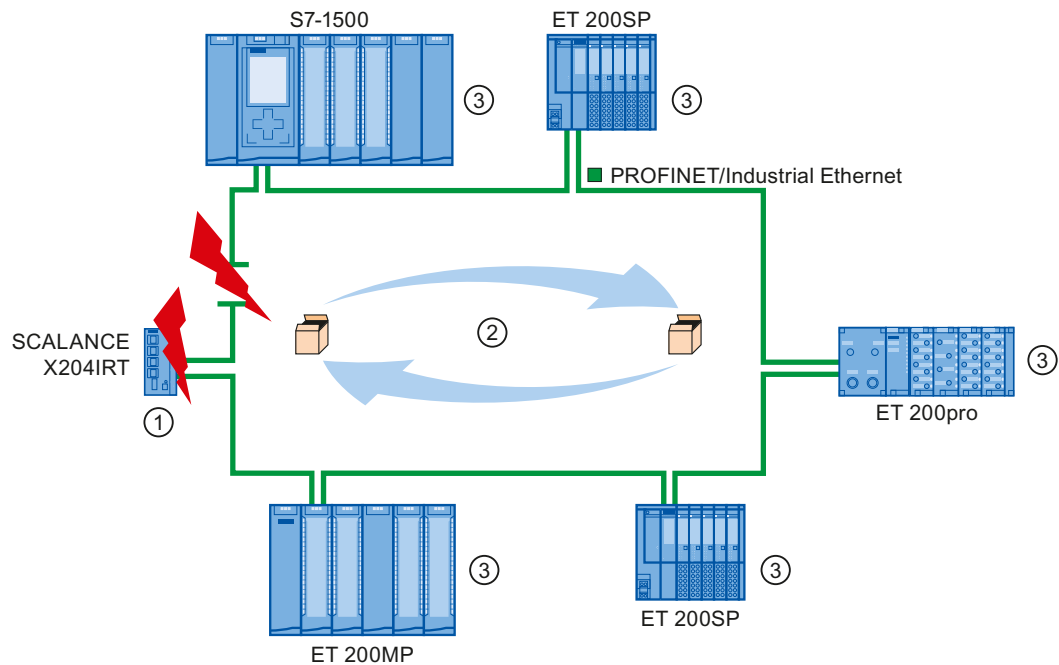 S7-1500
ET 200SP
3
3
PROFINET/Industrial Ethernet
SCALANCE
X204IRT
2
3
1
ET 200pro
3
3
ET 200SP
ET 200MP